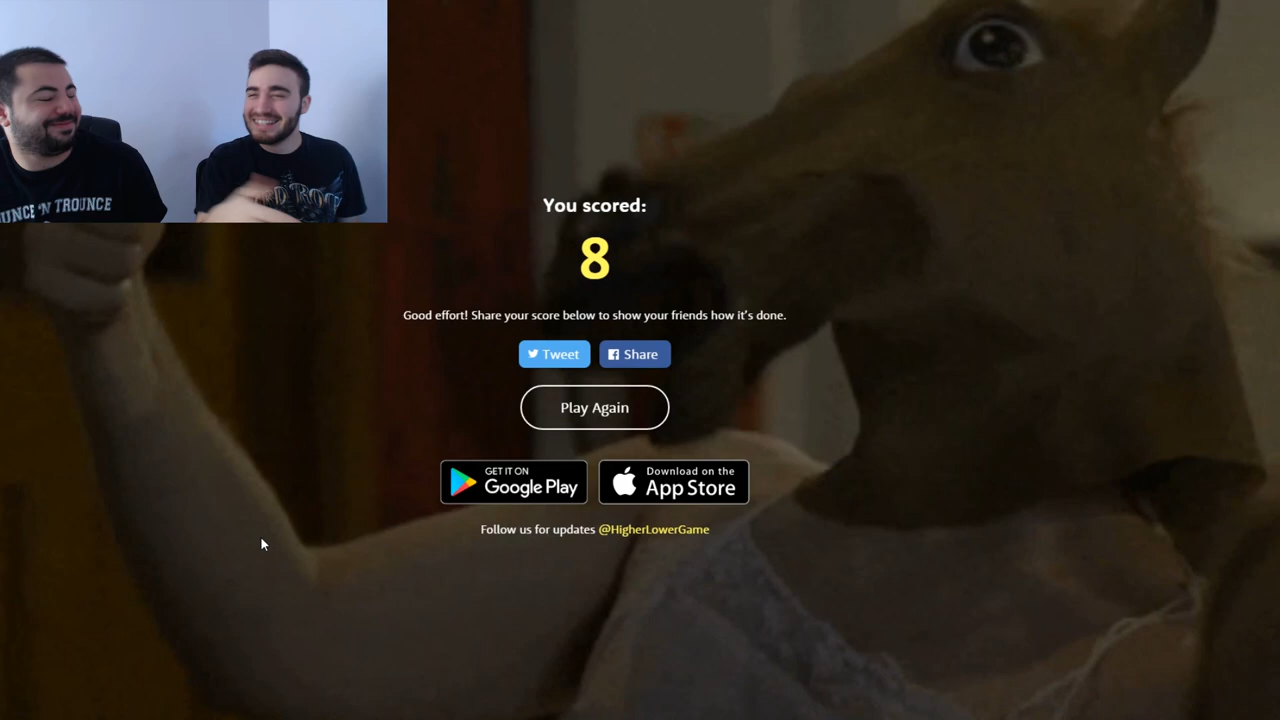 UNCE 'N TROUNCE
You scored:
8
Good effort! Share your score below to show your friends how it's done.
Tweet
Share
Play Again
GET IT ON
Google Play
Download on the
App Store
Follow us for updates @HigherLowerGame